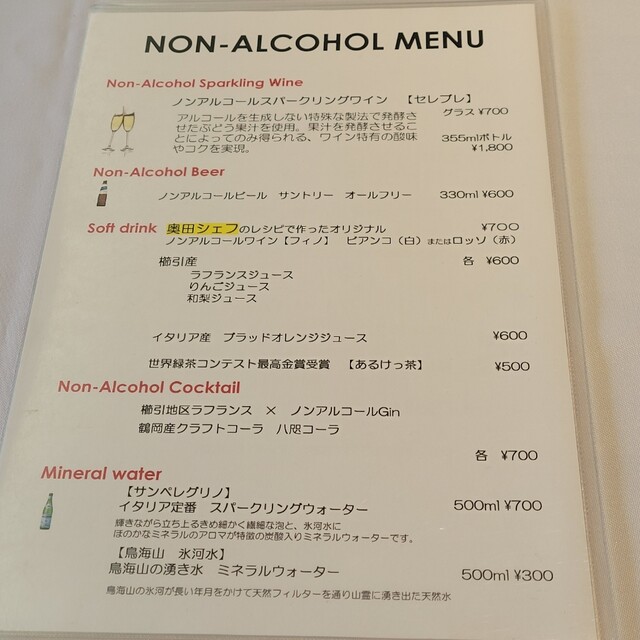 NON-ALCOHOL MENU
Non-Alcohol Sparkling Wine
ノンアルコールスパークリングワイン 【セレブレ】
グラス ¥700
アルコールを生成しない特殊な製法で発酵さ
せたぶどう果汁を使用。果汁を発酵させるこ
とによってのみ得られる、ワイン特有の酸味
やコクを実現。
355mlボトル
¥1,800
Non-Alcohol Beer
ノンアルコールビール サントリー オールフリー 330ml ¥600
Soft drink 奥田シェフのレシピで作ったオリジナル ¥700
ノンアルコールワイン【フィノ】 ビアンコ（白）またはロッソ（赤）
櫛引産 各 ¥600
ラフランスジュース
りんごジュース
和梨ジュース
イタリア産 ブラッドオレンジジュース ¥600
世界緑茶コンテスト最高金賞受賞 【あるけっ茶】 ¥500
Non-Alcohol Cocktail
櫛引地区ラフランス × ノンアルコールGin
鶴岡産クラフトコーラ 八咫コーラ
各 ¥700
Mineral water
【サンペレグリノ】
イタリア定番 スパークリングウォーター 500ml ¥700
輝きながら立ち上るきめ細かく繊細な泡と、氷河水に
ほのかなミネラルのアロマが特徴の炭酸入りミネラルウォーターです。
【鳥海山 氷河水】
鳥海山の湧き水 ミネラルウォーター 500ml ¥300
鳥海山の氷河が長い年月をかけて天然フィルターを通り山霊に湧き出た天然水